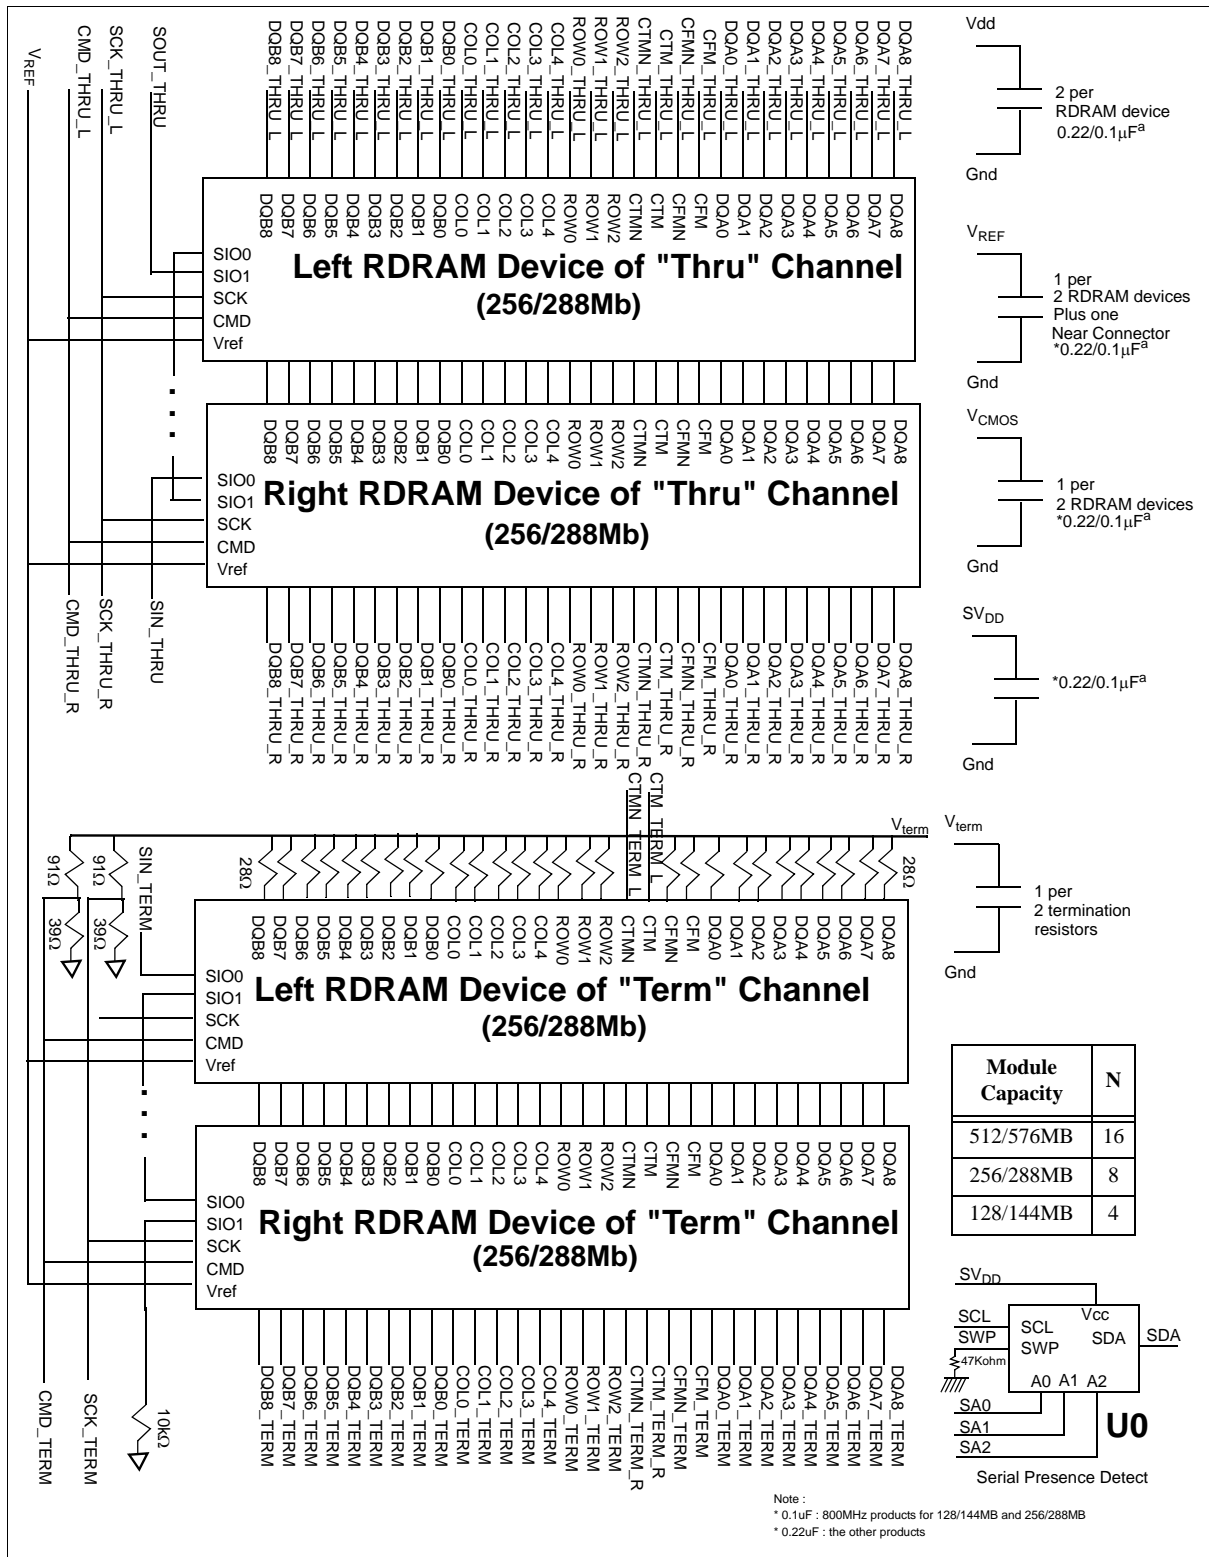 VREF
CMD_THRU_L
SCK_THRU_L
SOUT_THRU
DQB8_THRU_L
DQB7_THRU_L
DQB6_THRU_L
DQB5_THRU_L
DQB4_THRU_L
DQB3_THRU_L
DQB2_THRU_L
DQB1_THRU_L
DQB0_THRU_L
COL0_THRU_L
COL1_THRU_L
COL2_THRU_L
COL3_THRU_L
COL4_THRU_L
ROW0_THRU_L
ROW1_THRU_L
ROW2_THRU_L
CTMN_THRU_L
CTM_THRU_L
CFMN_THRU_L
CFM_THRU_L
DQA0_THRU_L
DQA1_THRU_L
DQA2_THRU_L
DQA3_THRU_L
DQA4_THRU_L
DQA5_THRU_L
DQA6_THRU_L
DQA7_THRU_L
DQA8_THRU_L
DQB8
DQB7
DQB6
DQB5
DQB4
DQB3
DQB2
DQB1
DQB0
COL0
COL1
COL2
COL3
COL4
ROW0
ROW1
ROW2
CTMN
CTM
CFMN
CFM
DQA0
DQA1
DQA2
DQA3
DQA4
DQA5
DQA6
DQA7
DQA8
SIO0
SIO1
SCK
CMD
Vref
Left RDRAM Device of "Thru" Channel
(256/288Mb)
DQB8
DQB7
DQB6
DQB5
DQB4
DQB3
DQB2
DQB1
DQB0
COL0
COL1
COL2
COL3
COL4
ROW0
ROW1
ROW2
CTMN
CTM
CFMN
CFM
DQA0
DQA1
DQA2
DQA3
DQA4
DQA5
DQA6
DQA7
DQA8
SIO0
SIO1
SCK
CMD
Vref
Right RDRAM Device of "Thru" Channel
(256/288Mb)
CMD_THRU_R
SCK_THRU_R
SIN_THRU
DQB8_THRU_R
DQB7_THRU_R
DQB6_THRU_R
DQB5_THRU_R
DQB4_THRU_R
DQB3_THRU_R
DQB2_THRU_R
DQB1_THRU_R
DQB0_THRU_R
COL0_THRU_R
COL1_THRU_R
COL2_THRU_R
COL3_THRU_R
COL4_THRU_R
ROW0_THRU_R
ROW1_THRU_R
ROW2_THRU_R
CTMN_THRU_R
CTM_THRU_R
CFMN_THRU_R
CFM_THRU_R
DQA0_THRU_R
DQA1_THRU_R
DQA2_THRU_R
DQA3_THRU_R
DQA4_THRU_R
DQA5_THRU_R
DQA6_THRU_R
DQA7_THRU_R
DQA8_THRU_R
CTMN_TERM_L
CTM_TERM_L
Vterm
91Ω
91Ω
39Ω
39Ω
SIN_TERM
28Ω
28Ω
DQB8
DQB7
DQB6
DQB5
DQB4
DQB3
DQB2
DQB1
DQB0
COL0
COL1
COL2
COL3
COL4
ROW0
ROW1
ROW2
CTMN
CTM
CFMN
CFM
DQA0
DQA1
DQA2
DQA3
DQA4
DQA5
DQA6
DQA7
DQA8
SIO0
SIO1
SCK
CMD
Vref
Left RDRAM Device of "Term" Channel
(256/288Mb)
DQB8
DQB7
DQB6
DQB5
DQB4
DQB3
DQB2
DQB1
DQB0
COL0
COL1
COL2
COL3
COL4
ROW0
ROW1
ROW2
CTMN
CTM
CFMN
CFM
DQA0
DQA1
DQA2
DQA3
DQA4
DQA5
DQA6
DQA7
DQA8
SIO0
SIO1
SCK
CMD
Vref
Right RDRAM Device of "Term" Channel
(256/288Mb)
CMD_TERM
SCK_TERM
10kΩ
DQB8_TERM
DQB7_TERM
DQB6_TERM
DQB5_TERM
DQB4_TERM
DQB3_TERM
DQB2_TERM
DQB1_TERM
DQB0_TERM
COL0_TERM
COL1_TERM
COL2_TERM
COL3_TERM
COL4_TERM
ROW0_TERM
ROW1_TERM
ROW2_TERM
CTMN_TERM_R
CTM_TERM_R
CFMN_TERM
CFM_TERM
DQA0_TERM
DQA1_TERM
DQA2_TERM
DQA3_TERM
DQA4_TERM
DQA5_TERM
DQA6_TERM
DQA7_TERM
DQA8_TERM
Vdd
2 per
RDRAM device
0.22/0.1μFa
Gnd
VREF
1 per
2 RDRAM devices
Plus one
Near Connector
*0.22/0.1μFa
Gnd
VCMOS
1 per
2 RDRAM devices
*0.22/0.1μFa
Gnd
SVDD
*0.22/0.1μFa
Gnd
Vterm
1 per
2 termination
resistors
Gnd
Module Capacity N
512/576MB 16
256/288MB 8
128/144MB 4
SVDD
Vcc
SCL
SWP
SCL
SWP
SDA
SDA
47Kohm
A0 A1 A2
SA0
SA1
SA2
U0
Serial Presence Detect
Note :
* 0.1uF : 800MHz products for 128/144MB and 256/288MB
* 0.22uF : the other products